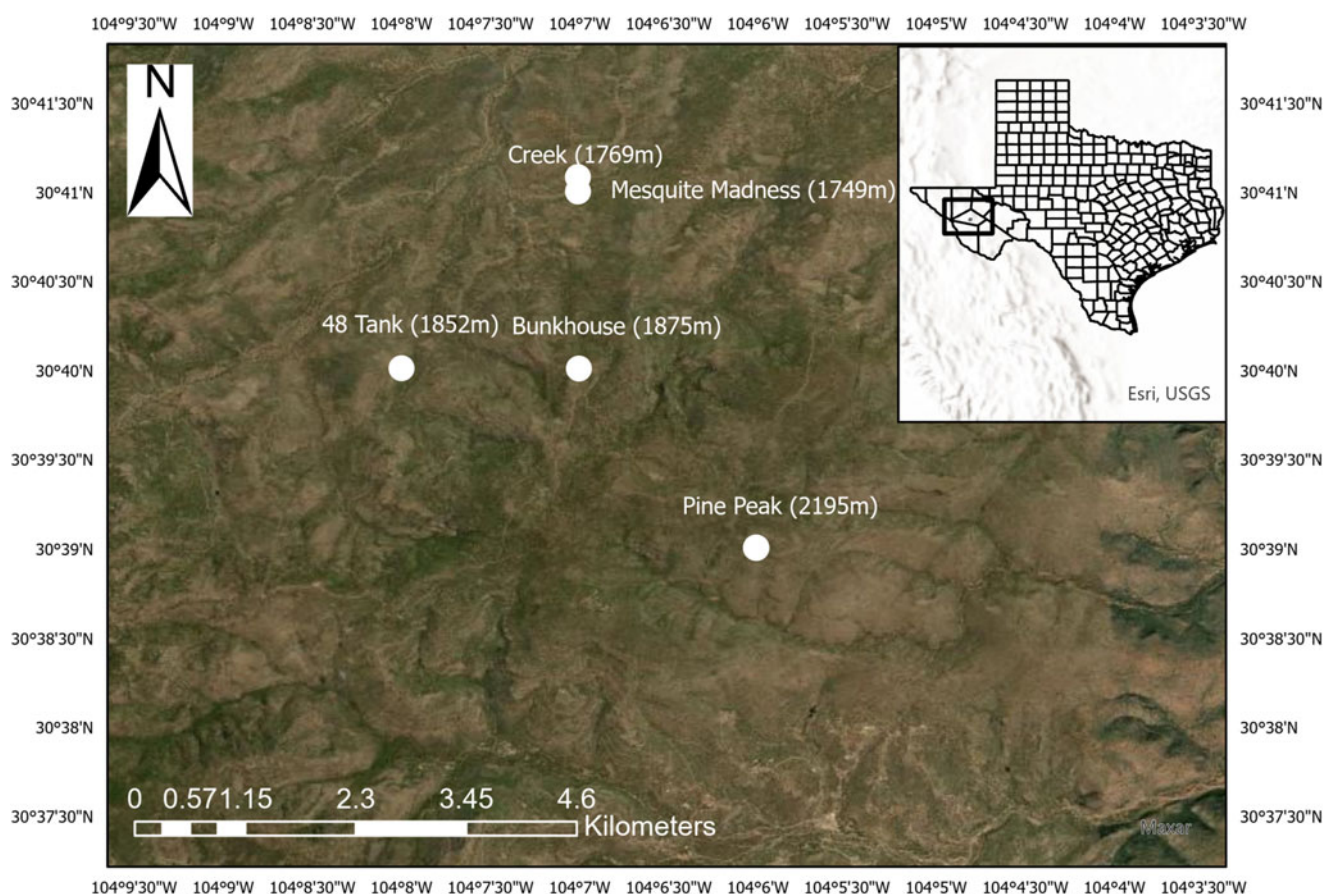 104°9'30"W 104°9'W 104°8'30"W 104°8'W 104°7'30"W 104°7'W 104°6'30"W 104°6'W 104°5'30"W 104°5'W 104°4'30"W 104°4'W 104°3'30"W
N
30°41'30"N 30°41'30"N
Creek (1769m)
30°41'N Mesquite Madness (1749m) 30°41'N
30°40'30"N 30°40'30"N
48 Tank (1852m) Bunkhouse (1875m)
30°40'N 30°40'N
Esri, USGS
30°39'30"N 30°39'30"N
Pine Peak (2195m)
30°39'N 30°39'N
30°38'30"N 30°38'30"N
30°38'N 30°38'N
0 0.571.15 2.3 3.45 4.6
Kilometers
30°37'30"N 30°37'30"N
Maxar
104°9'30"W 104°9'W 104°8'30"W 104°8'W 104°7'30"W 104°7'W 104°6'30"W 104°6'W 104°5'30"W 104°5'W 104°4'30"W 104°4'W 104°3'30"W